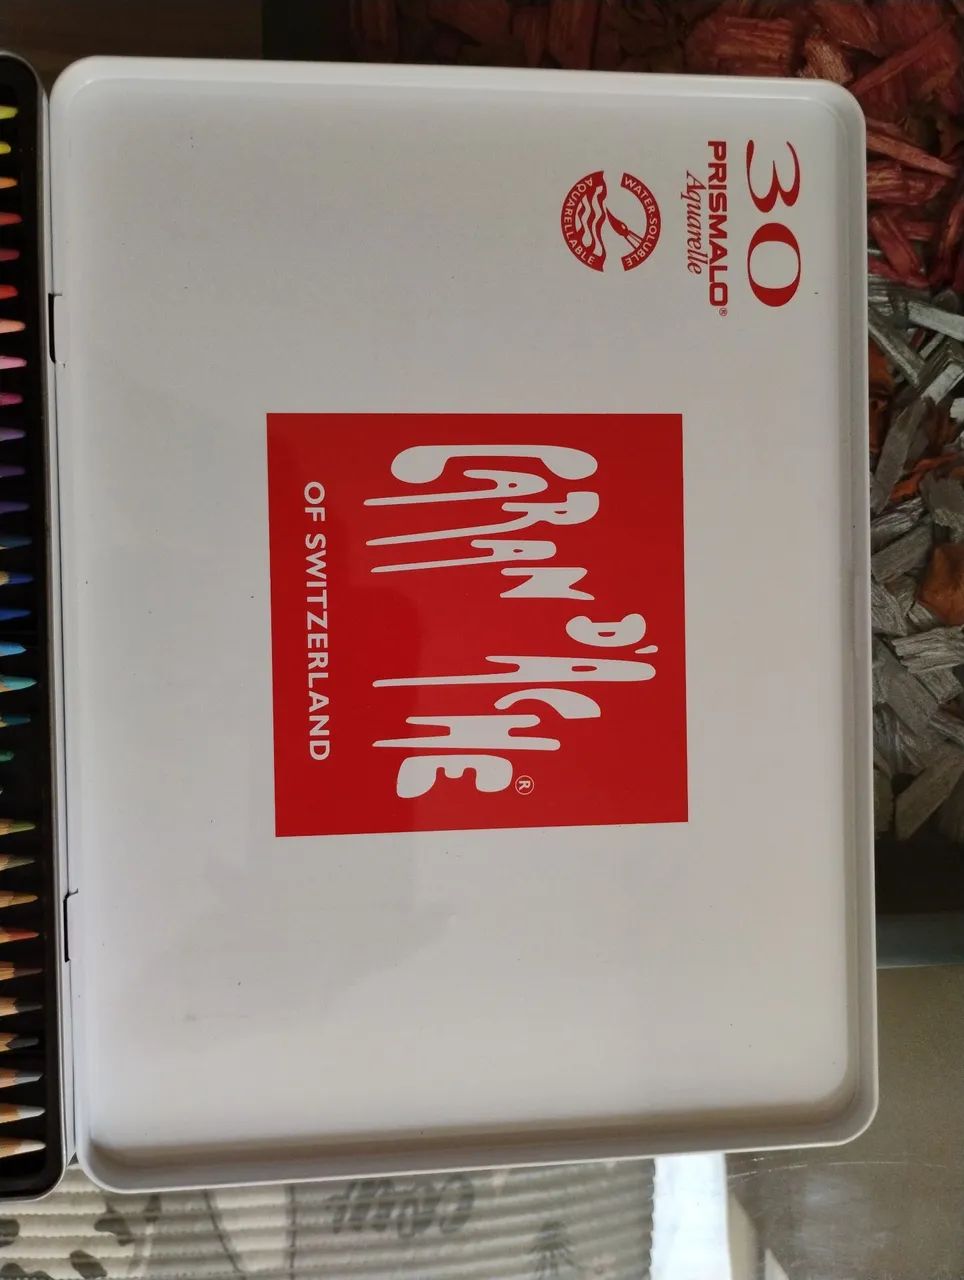 30
PRISMALO®
Aquarelle
WATER-SOLUBLE
AQUARELLABLE
CARAN D'ACHE®
OF SWITZERLAND